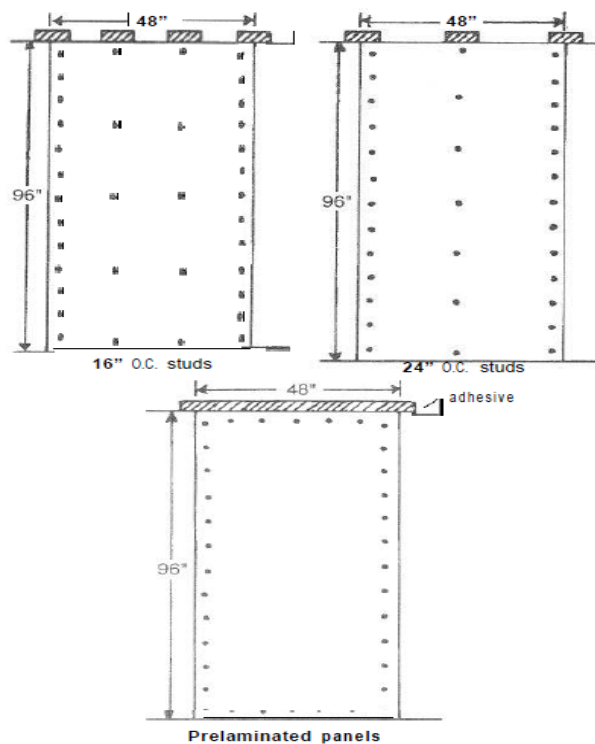 48”
48”
96”
96”
16” O.C. studs
24” O.C. studs
48”
adhesive
96”
Prelaminated panels